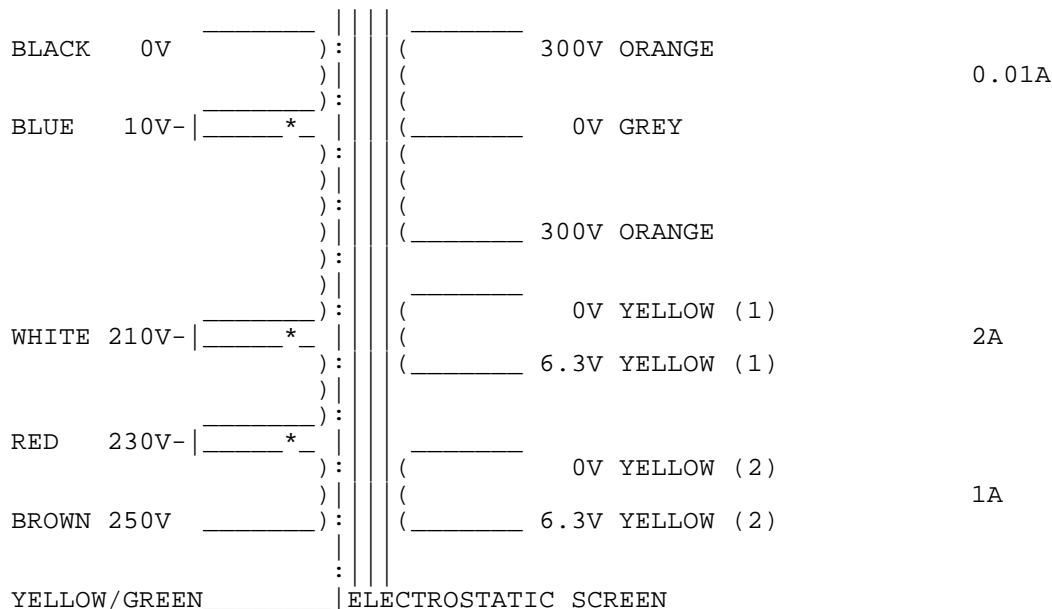 BLACK 0V 300V ORANGE
0.01A
BLUE 10V 0V GREY
300V ORANGE
0V YELLOW (1)
WHITE 210V 2A
6.3V YELLOW (1)
RED 230V
0V YELLOW (2)
1A
BROWN 250V 6.3V YELLOW (2)
YELLOW/GREEN ELECTROSTATIC SCREEN